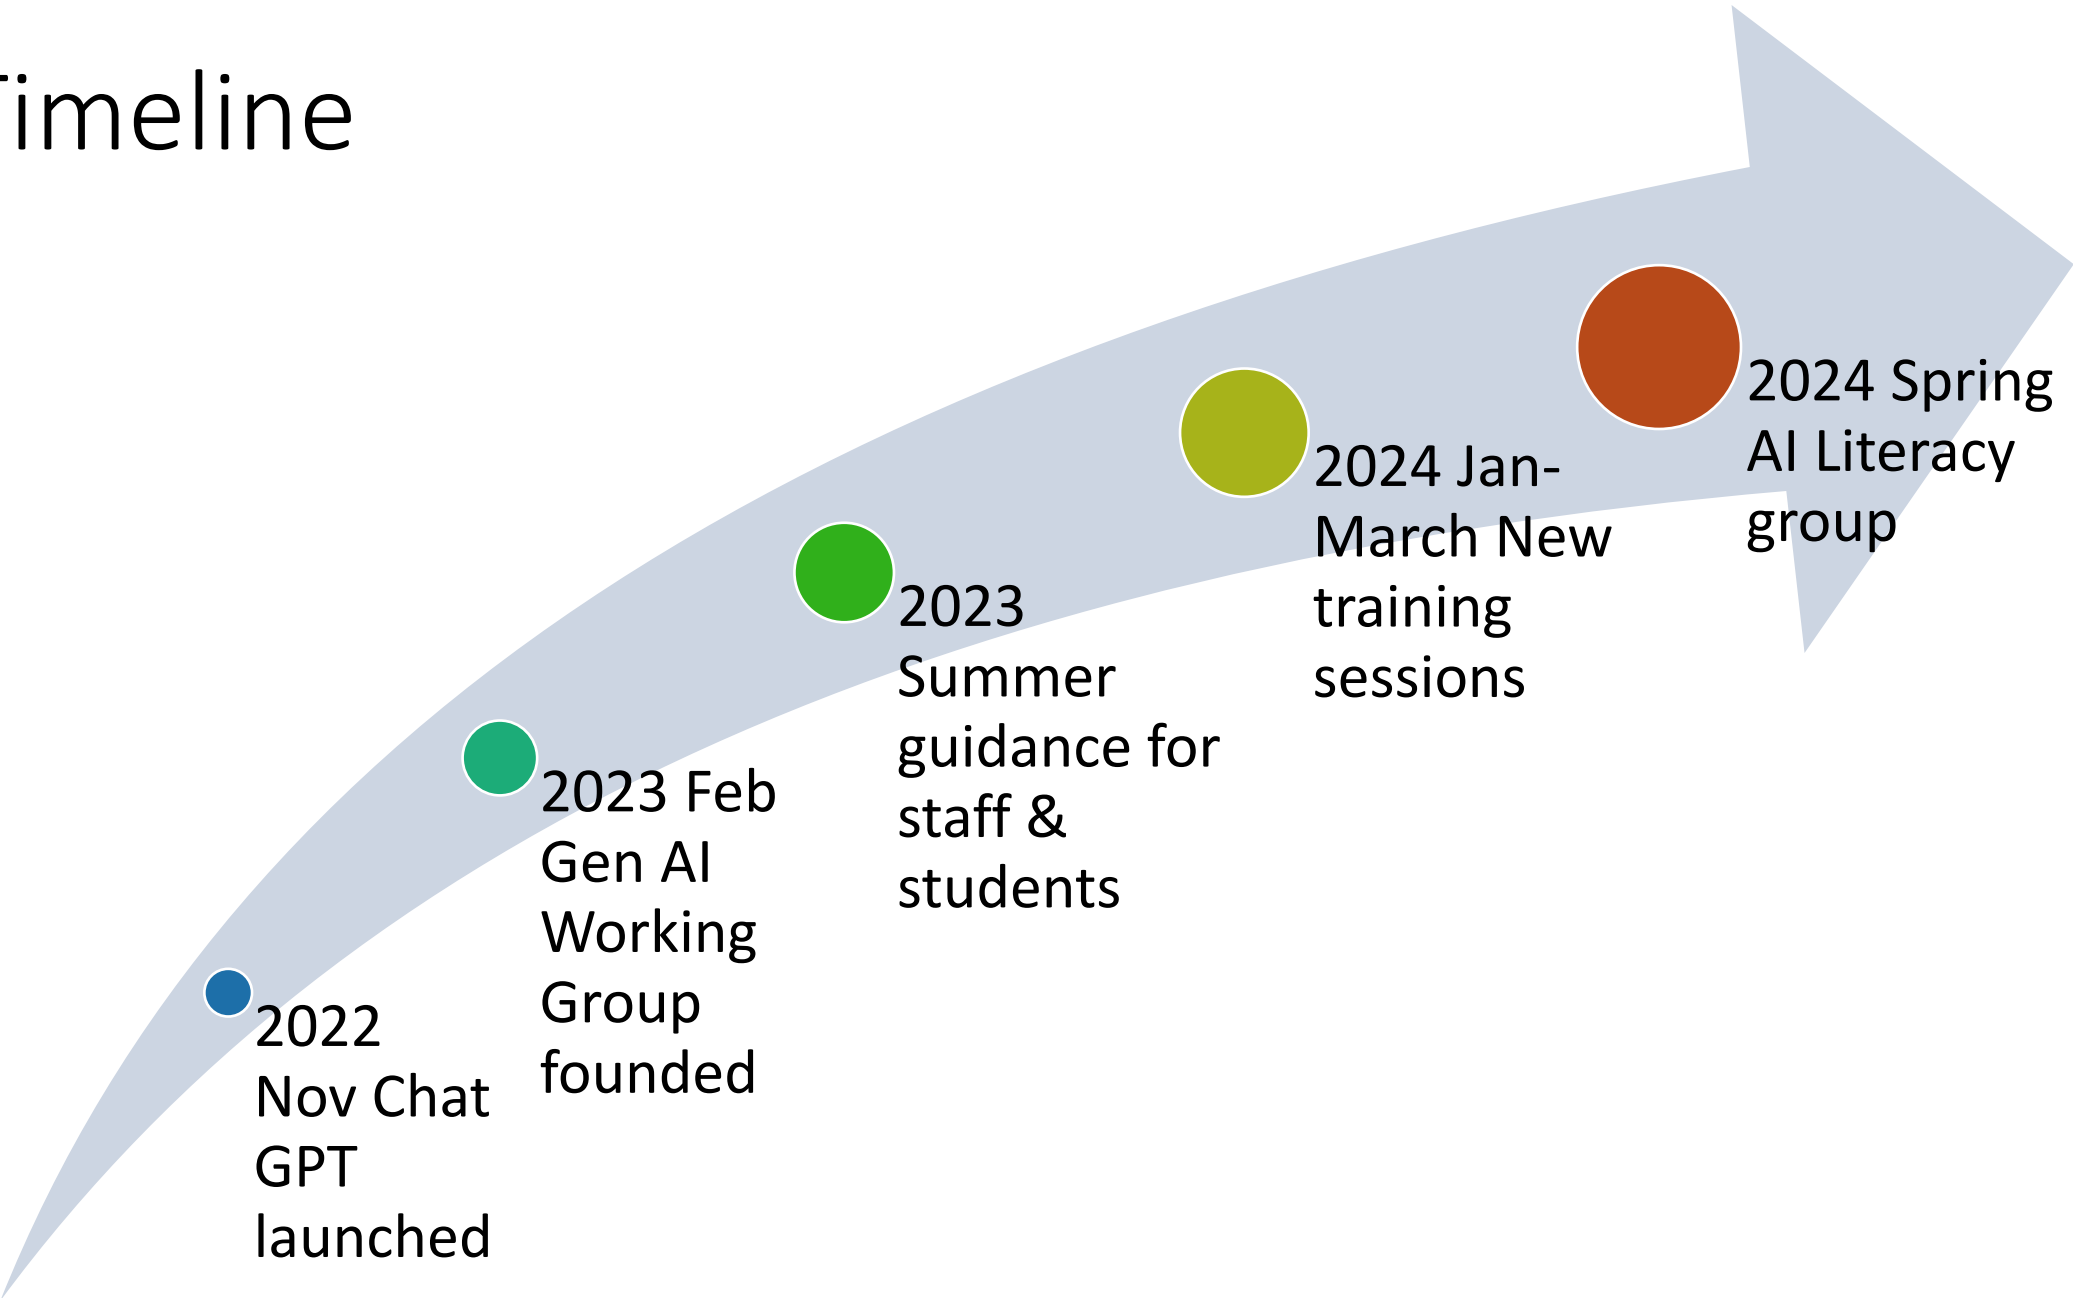 Timeline
2022
Nov Chat
GPT
launched
2023 Feb
Gen AI
Working
Group
founded
2023
Summer
guidance for
staff &
students
2024 Jan-
March New
training
sessions
2024 Spring
AI Literacy
group